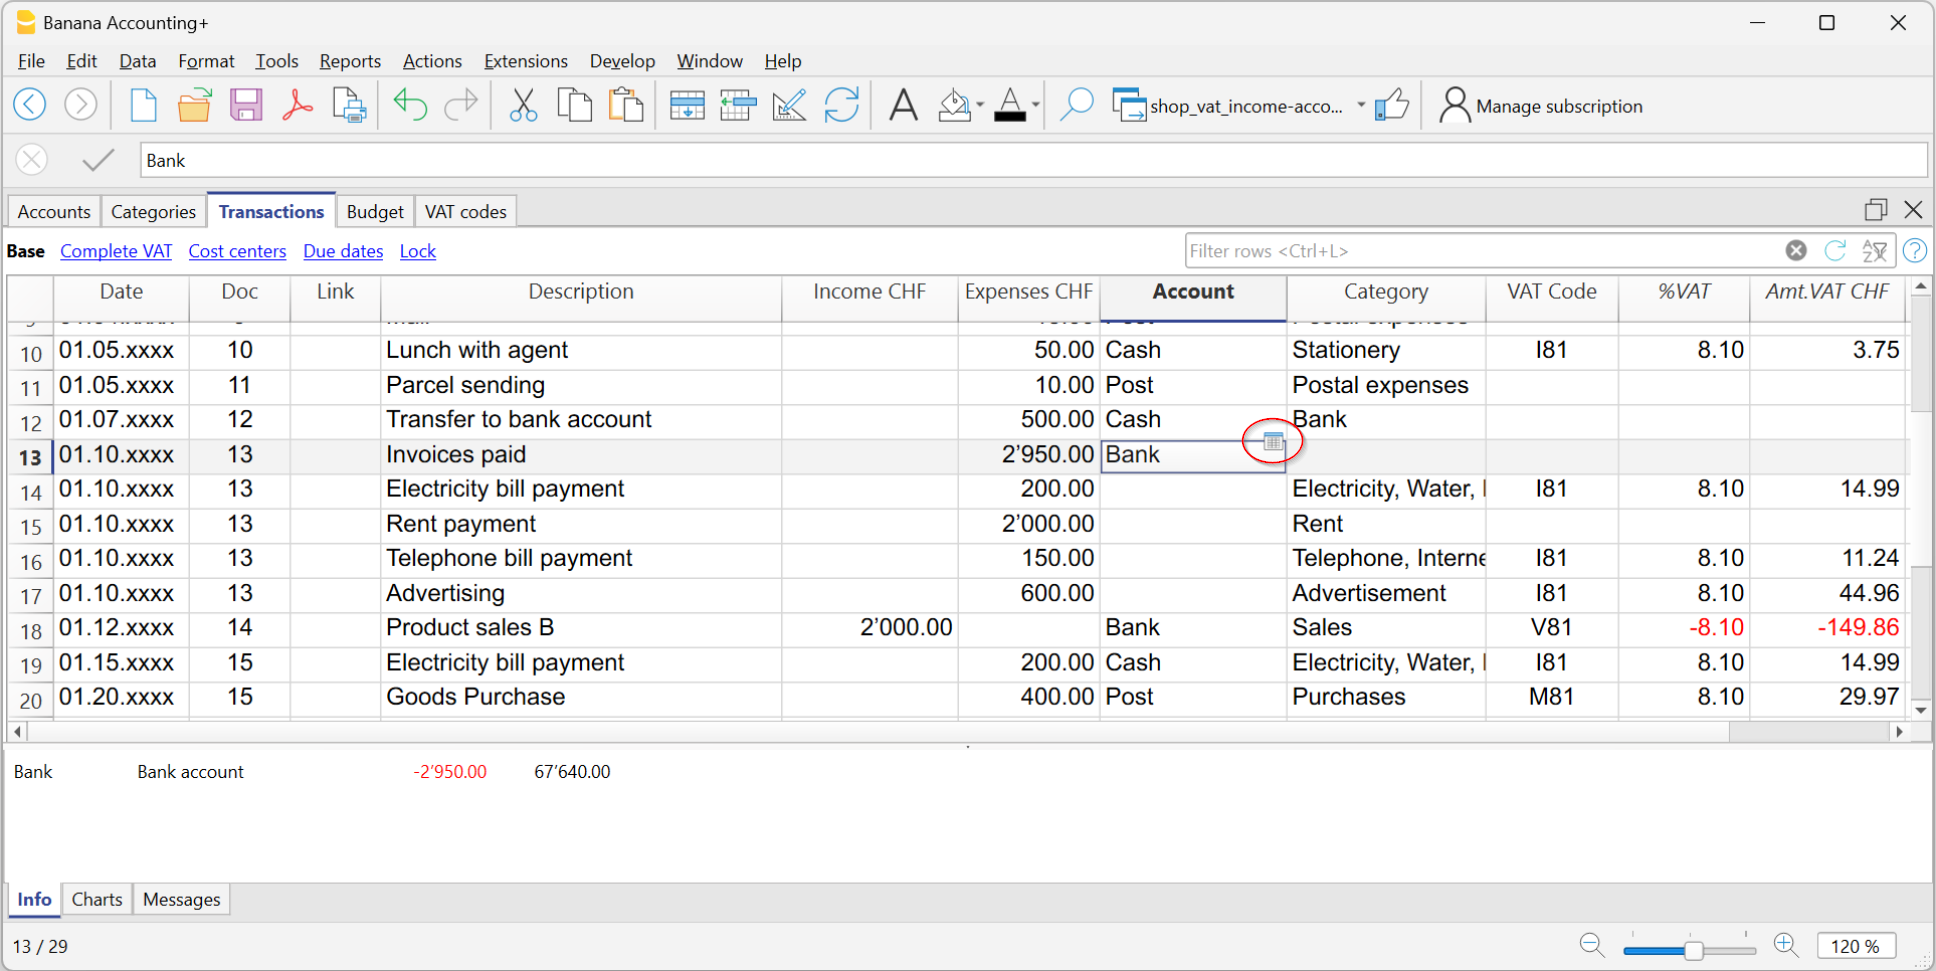 Banana Accounting+
File Edit Data Format Tools Reports Actions Extensions Develop Window Help
shop_vat_income-acco... Manage subscription
Bank
Accounts Categories Transactions Budget VAT codes
Base Complete VAT Cost centers Due dates Lock Filter rows <Ctrl+L>
Date Doc Link Description Income CHF Expenses CHF Account Category VAT Code %VAT Amt.VAT CHF
10 01.05.xxxx 10 Lunch with agent 50.00 Cash Stationery I81 8.10 3.75
11 01.05.xxxx 11 Parcel sending 10.00 Post Postal expenses
12 01.07.xxxx 12 Transfer to bank account 500.00 Cash Bank
13 01.10.xxxx 13 Invoices paid 2’950.00 Bank
14 01.10.xxxx 13 Electricity bill payment 200.00 Electricity, Water, I81 8.10 14.99
15 01.10.xxxx 13 Rent payment 2’000.00 Rent
16 01.10.xxxx 13 Telephone bill payment 150.00 Telephone, Interne I81 8.10 11.24
17 01.10.xxxx 13 Advertising 600.00 Advertisement I81 8.10 44.96
18 01.12.xxxx 14 Product sales B 2’000.00 Bank Sales V81 -8.10 -149.86
19 01.15.xxxx 15 Electricity bill payment 200.00 Cash Electricity, Water, I81 8.10 14.99
20 01.20.xxxx 15 Goods Purchase 400.00 Post Purchases M81 8.10 29.97
Bank Bank account -2’950.00 67’640.00
Info Charts Messages
13 / 29 120 %